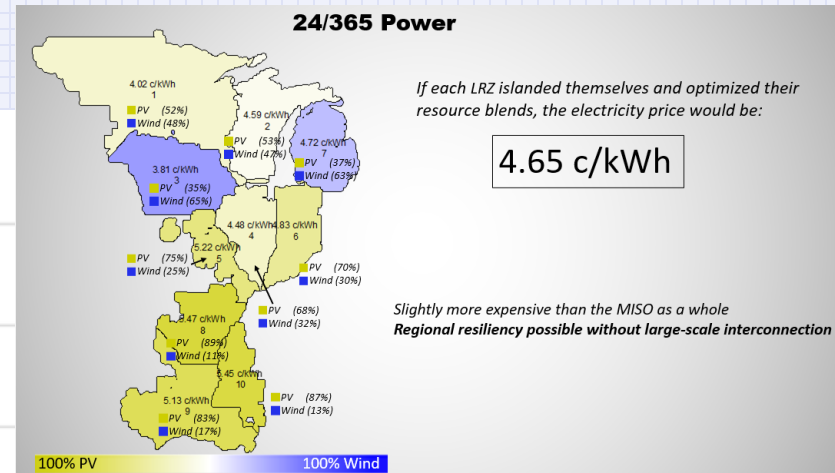 24/365 Power
If each LRZ islanded themselves and optimized their
resource blends, the electricity price would be:
4.65 c/kWh
Slightly more expensive than the MISO as a whole
Regional resiliency possible without large-scale interconnection
4.02 c/kWh
1
PV (52%)
Wind (48%)
4.59 c/kWh
2
PV (53%)
Wind (47%)
4.72 c/kWh
7
PV (37%)
Wind (63%)
3.81 c/kWh
3
PV (35%)
Wind (65%)
4.48 c/kWh
4
4.83 c/kWh
6
5.22 c/kWh
5
PV (75%)
Wind (25%)
PV (70%)
Wind (30%)
PV (68%)
Wind (32%)
.47 c/kWh
8
PV (89%)
Wind (11%)
.45 c/kWh
10
PV (87%)
Wind (13%)
5.13 c/kWh
9
PV (83%)
Wind (17%)
100% PV
100% Wind